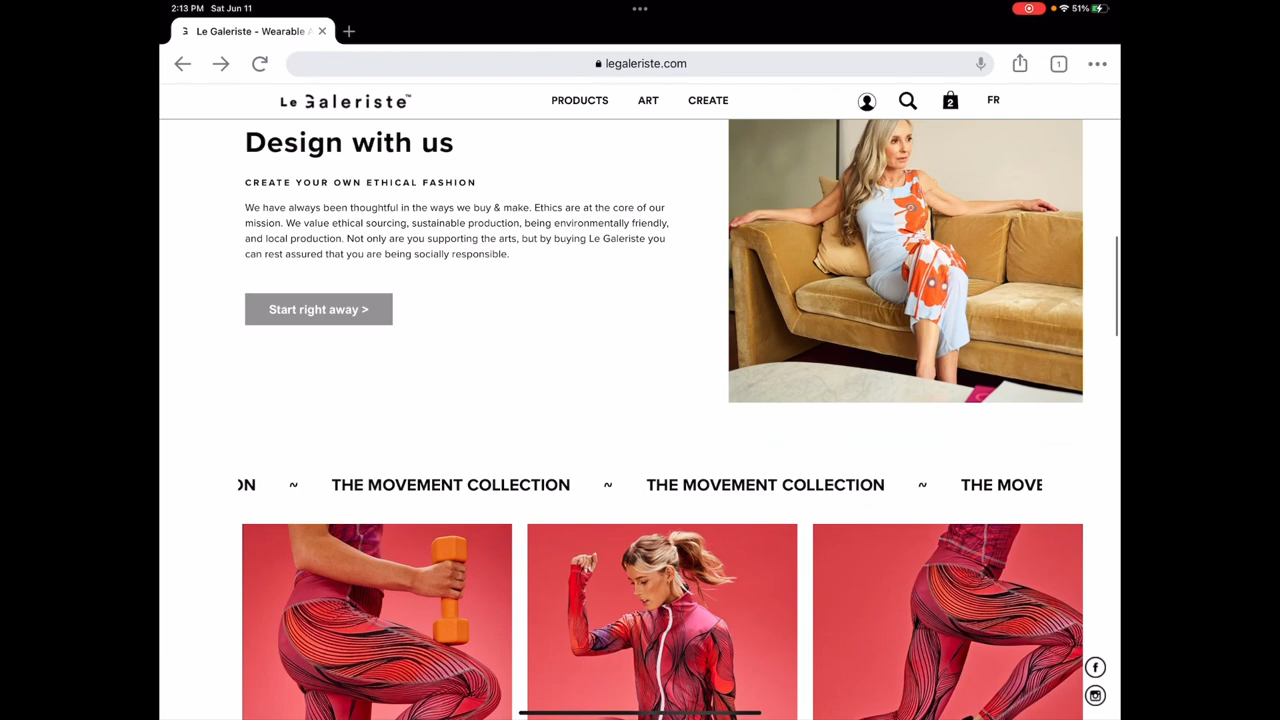 2:13 PM Sat Jun 11
51%
Le Galeriste - Wearable A
legaleriste.com
1
Le Galeriste™
PRODUCTS ART CREATE
2
FR
Design with us
CREATE YOUR OWN ETHICAL FASHION
We have always been thoughtful in the ways we buy & make. Ethics are at the core of our
mission. We value ethical sourcing, sustainable production, being environmentally friendly,
and local production. Not only are you supporting the arts, but by buying Le Galeriste you
can rest assured that you are being socially responsible.
Start right away >
ON ~ THE MOVEMENT COLLECTION ~ THE MOVEMENT COLLECTION ~ THE MOVE